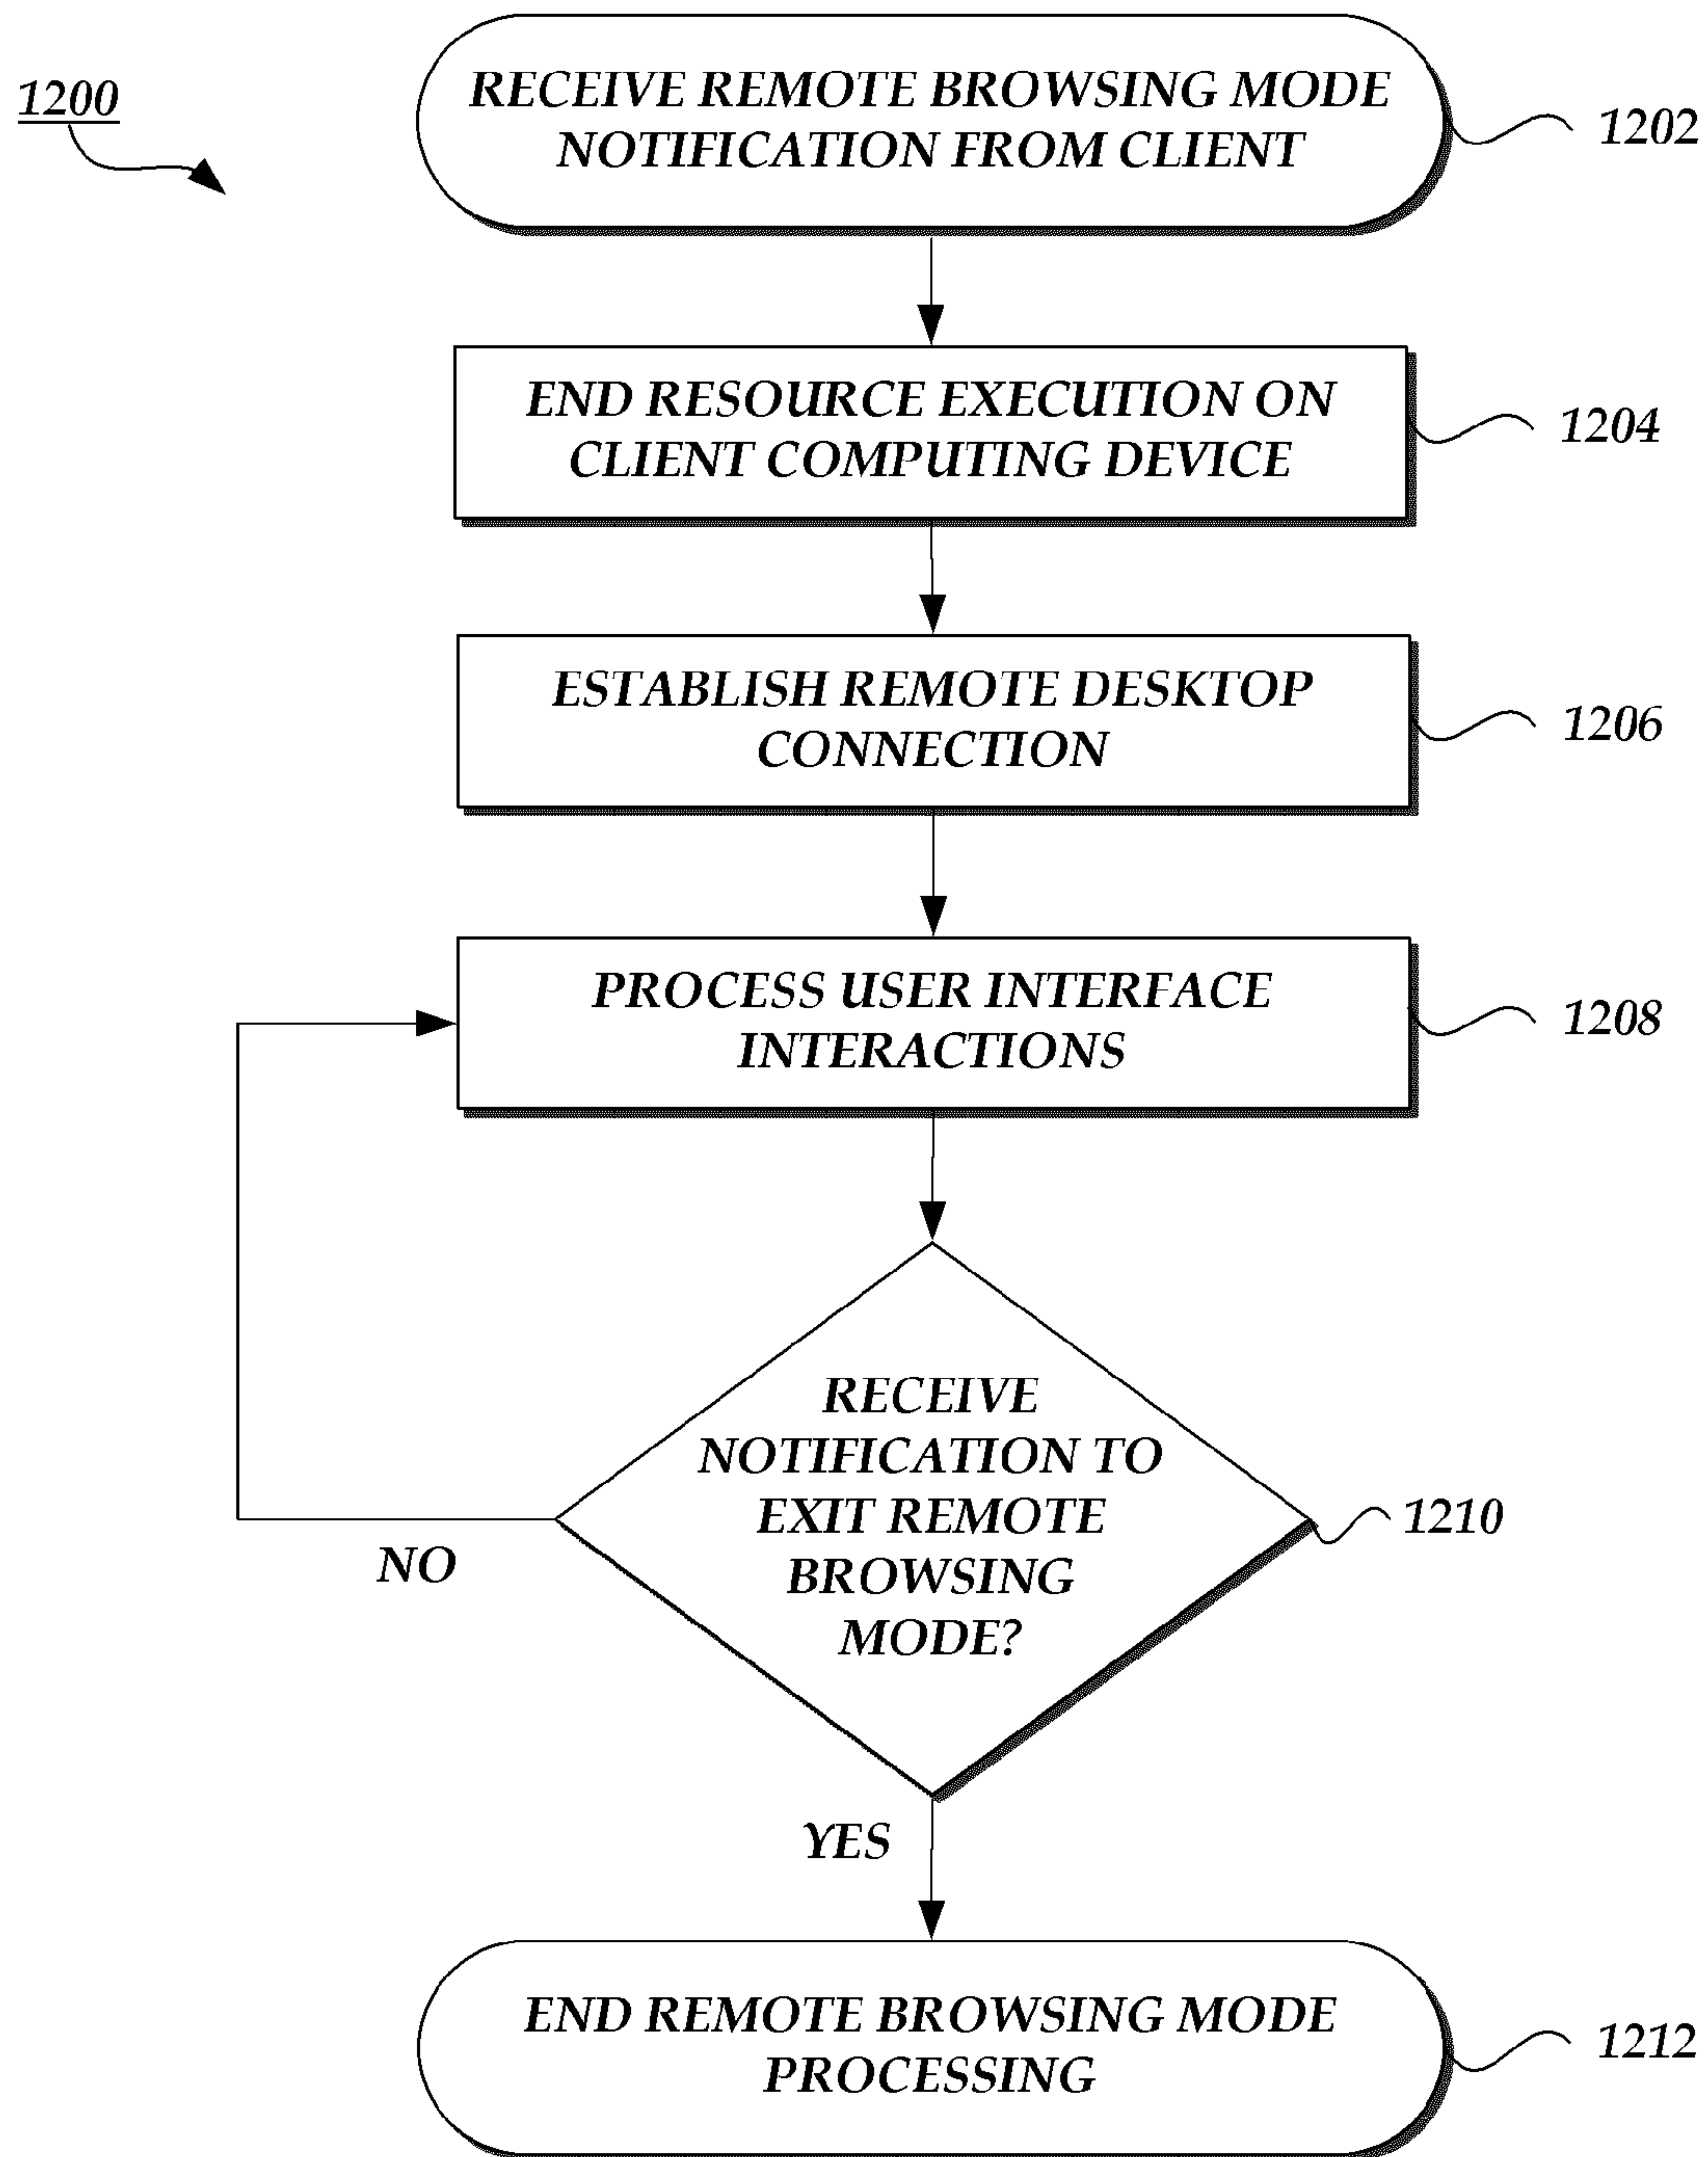 1200
RECEIVE REMOTE BROWSING MODE
NOTIFICATION FROM CLIENT
1202
END RESOURCE EXECUTION ON
CLIENT COMPUTING DEVICE
1204
ESTABLISH REMOTE DESKTOP
CONNECTION
1206
PROCESS USER INTERFACE
INTERACTIONS
1208
RECEIVE
NOTIFICATION TO
EXIT REMOTE
BROWSING
MODE?
1210
NO
YES
END REMOTE BROWSING MODE
PROCESSING
1212